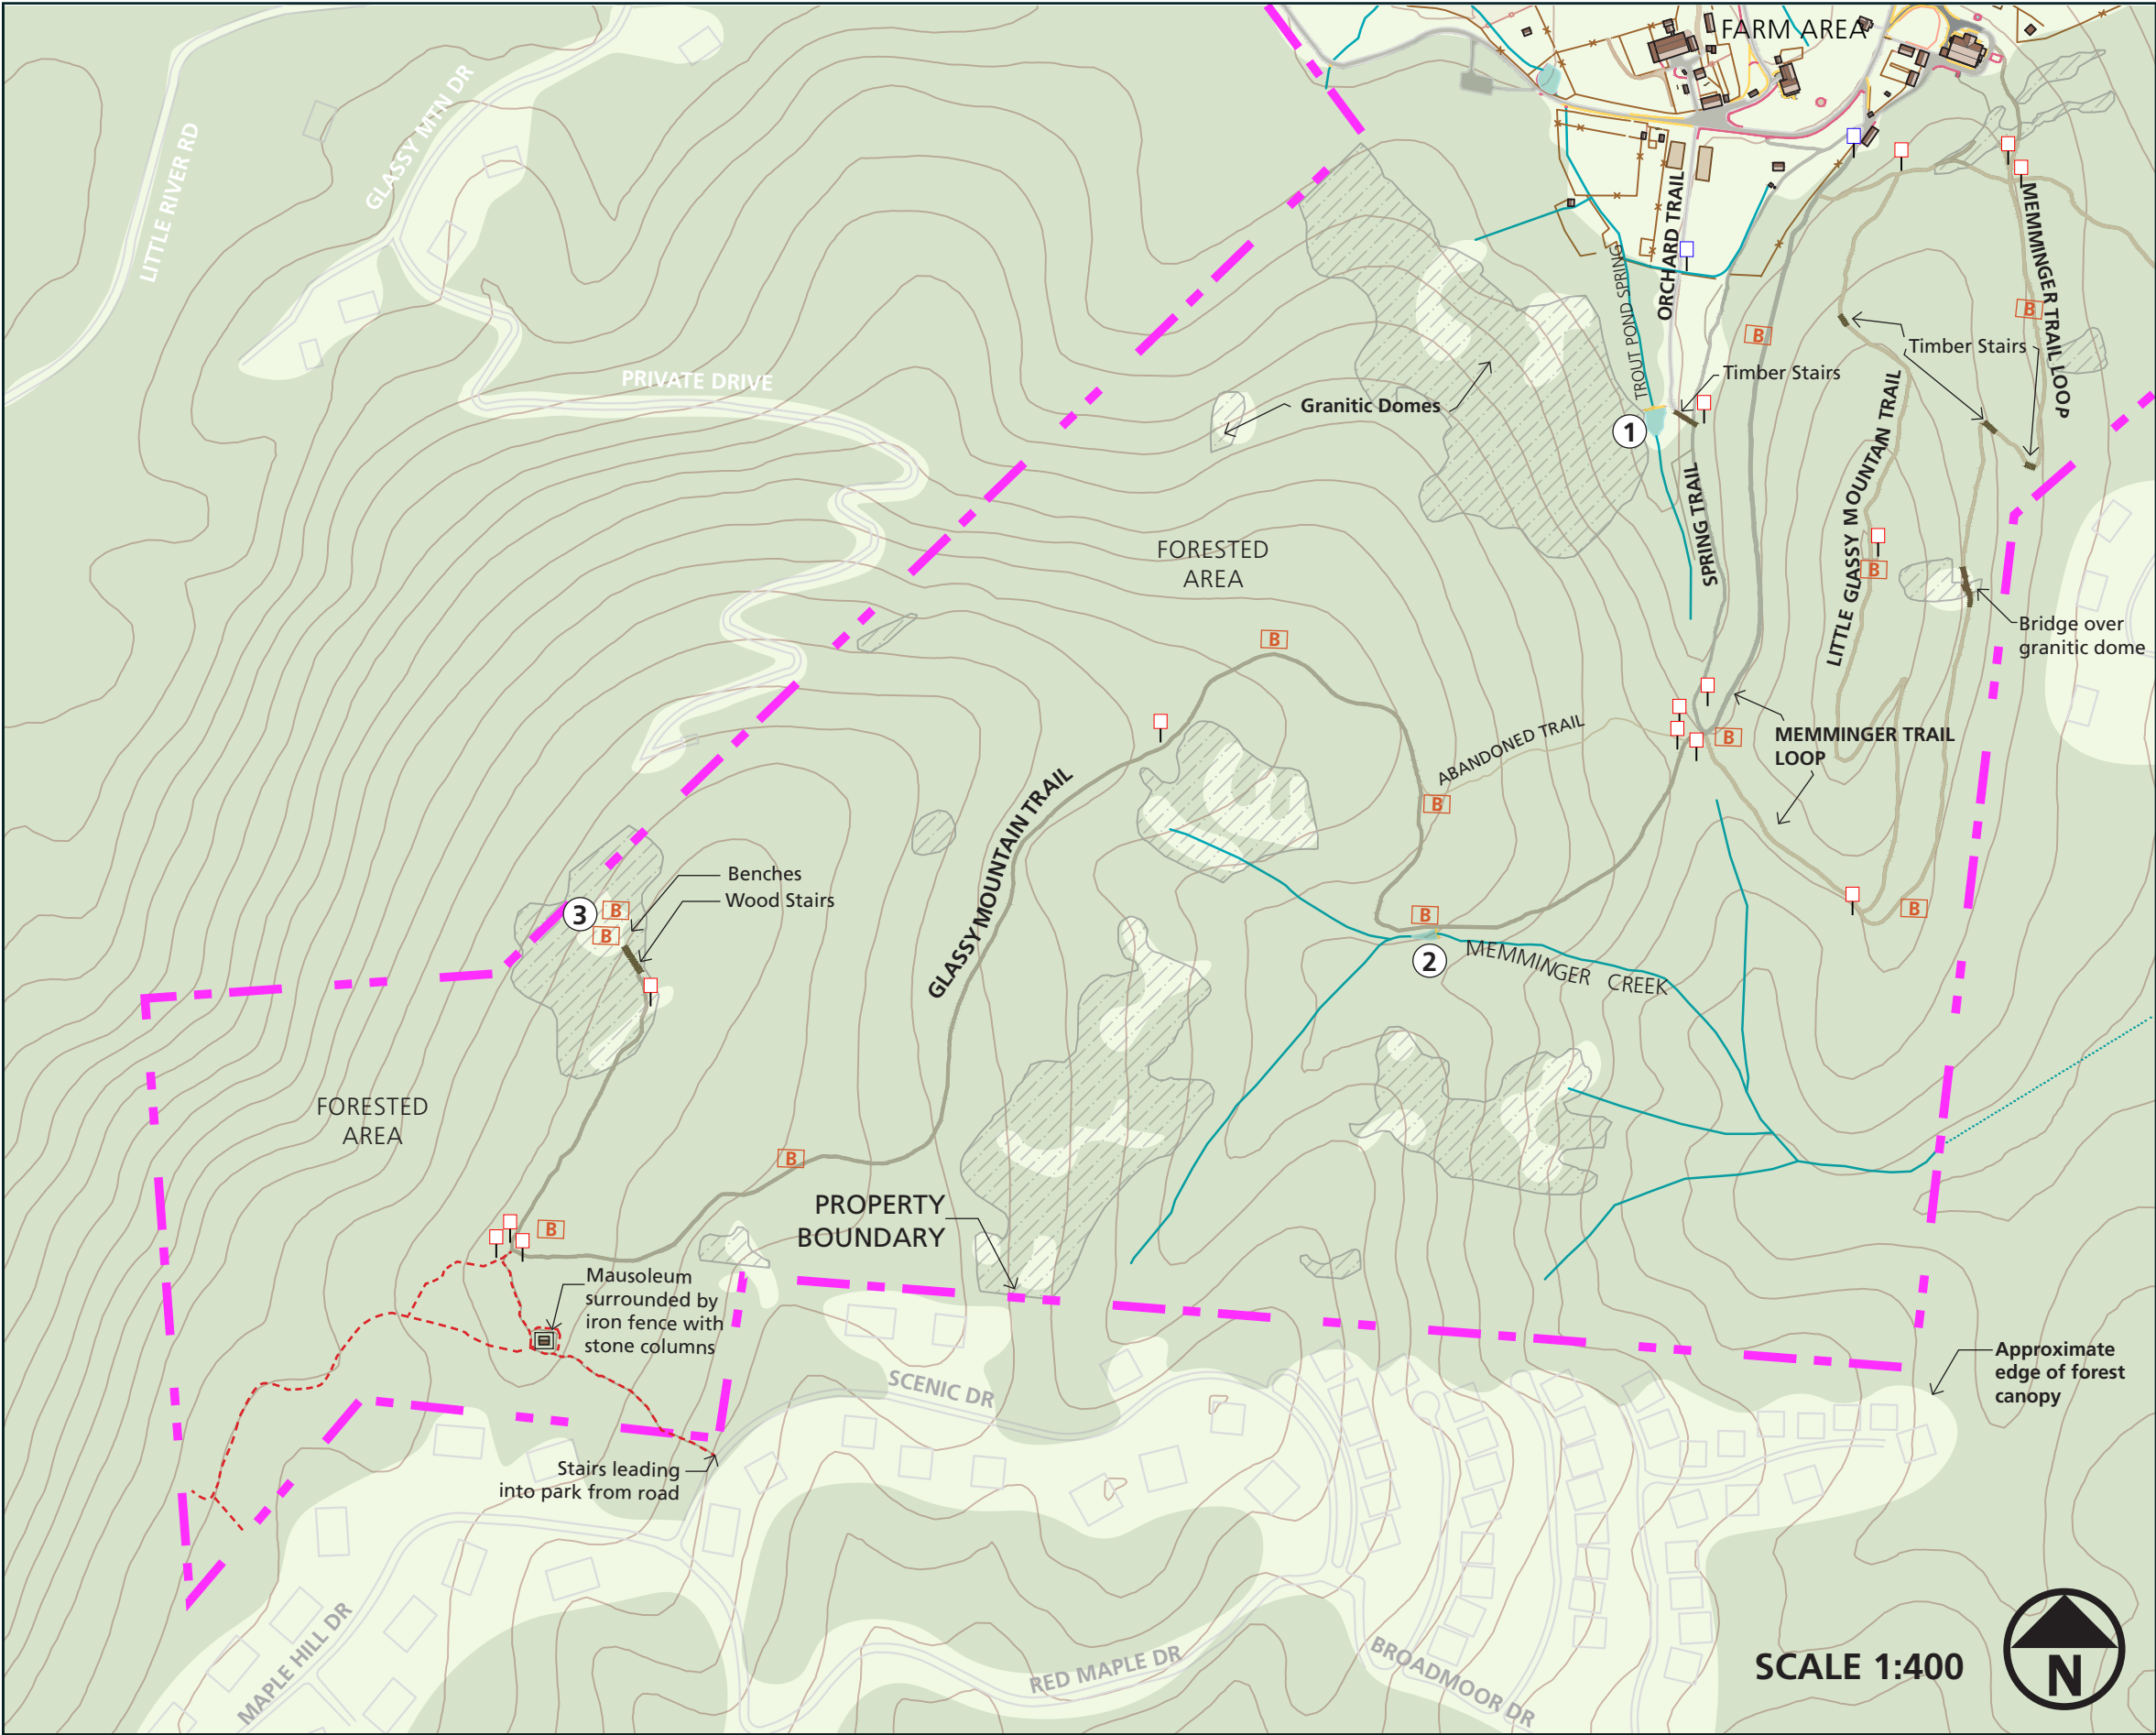 FARM AREA
LITTLE RIVER RD
GLASSY MTN DR
PRIVATE DRIVE
ORCHARD TRAIL
TROUT POND SPRING
MEMMINGER TRAIL LOOP
B
B
Timber Stairs
Timber Stairs
Granitic Domes
1
SPRING TRAIL
LITTLE GLASSY MOUNTAIN TRAIL
B
FORESTED
AREA
Bridge over
granitic dome
B
ABANDONED TRAIL
B
MEMMINGER TRAIL
LOOP
B
GLASSY MOUNTAIN TRAIL
Benches
Wood Stairs
3
B
B
B
B
2
MEMMINGER CREEK
FORESTED
AREA
B
PROPERTY
BOUNDARY
B
Mausoleum
surrounded by
iron fence with
stone columns
Approximate
edge of forest
canopy
SCENIC DR
Stairs leading
into park from road
MAPLE HILL DR
RED MAPLE DR
BROADMOOR DR
SCALE 1:400
N